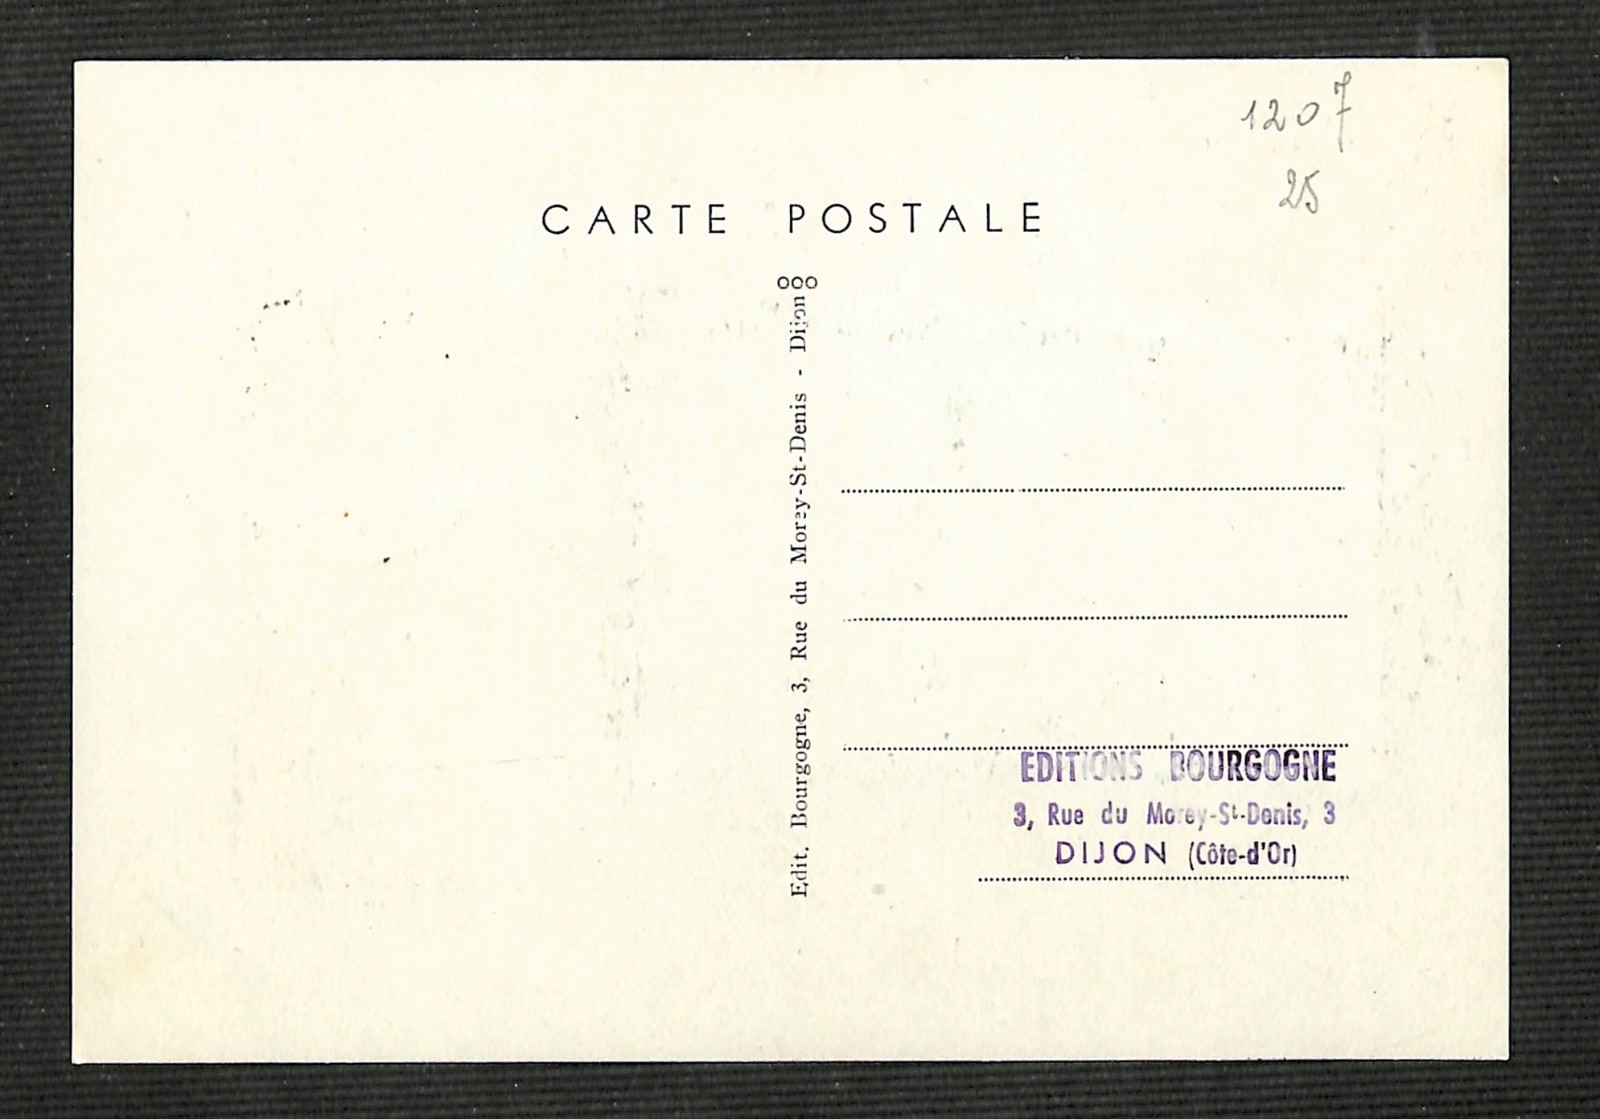 1207
25
CARTE POSTALE
Edit. Bourgogne, 3, Rue du Morey-St-Denis - Dijon
EDITIONS BOURGOGNE
3, Rue du Morey-St-Denis, 3
DIJON (Côte-d'Or)